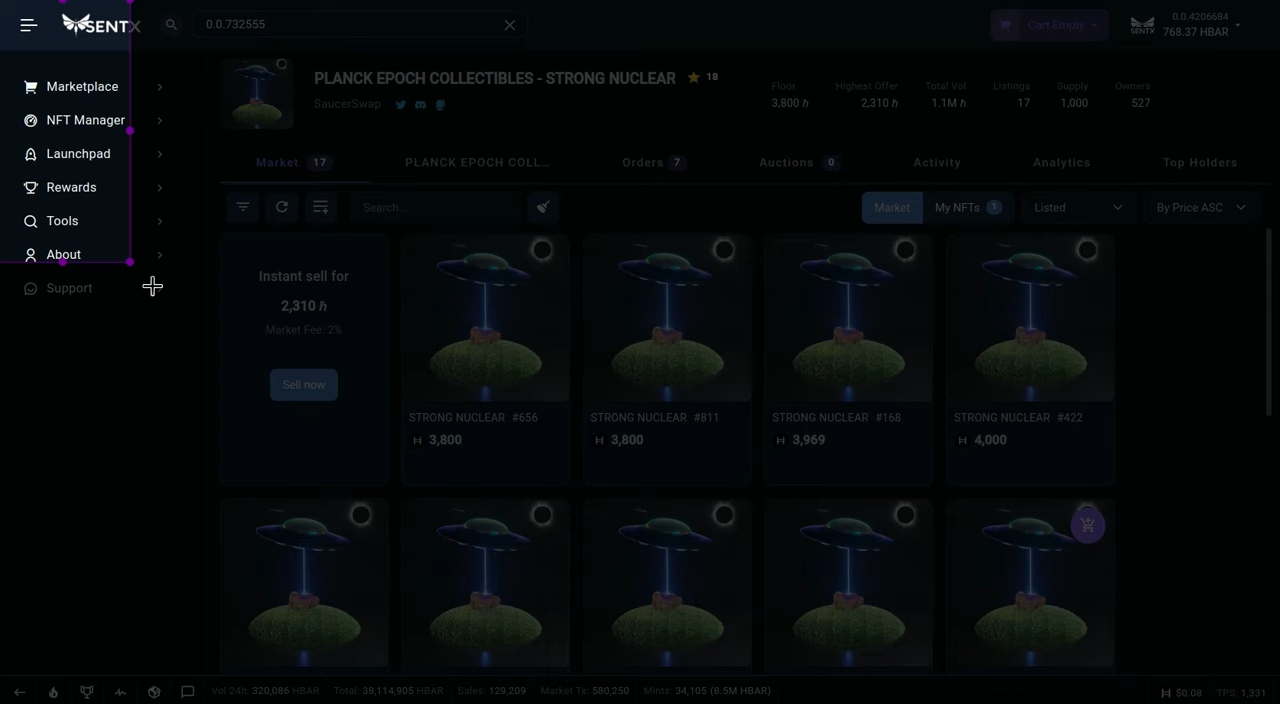 SENTX
0.0.732555
Cart Empty
0.0.4206684
768.37 HBAR
Marketplace
NFT Manager
Launchpad
Rewards
Tools
About
Support
PLANCK EPOCH COLLECTIBLES - STRONG NUCLEAR
18
SaucerSwap
Floor
3,800 ℏ
Highest Offer
2,310 ℏ
Total Vol
1.1M ℏ
Listings
17
Supply
1,000
Owners
527
Market 17
PLANCK EPOCH COLL...
Orders 7
Auctions 0
Activity
Analytics
Top Holders
Search...
Market
My NFTs 1
Listed
By Price ASC
Instant sell for
2,310 ℏ
Market Fee: 2%
Sell now
STRONG NUCLEAR #656
3,800
STRONG NUCLEAR #811
3,800
STRONG NUCLEAR #168
3,969
STRONG NUCLEAR #422
4,000
Vol 24h: 320,086 HBAR
Total: 38,114,905 HBAR
Sales: 129,209
Market Tx: 580,250
Mints: 34,105 (8.5M HBAR)
$0.08
TPS: 1,331